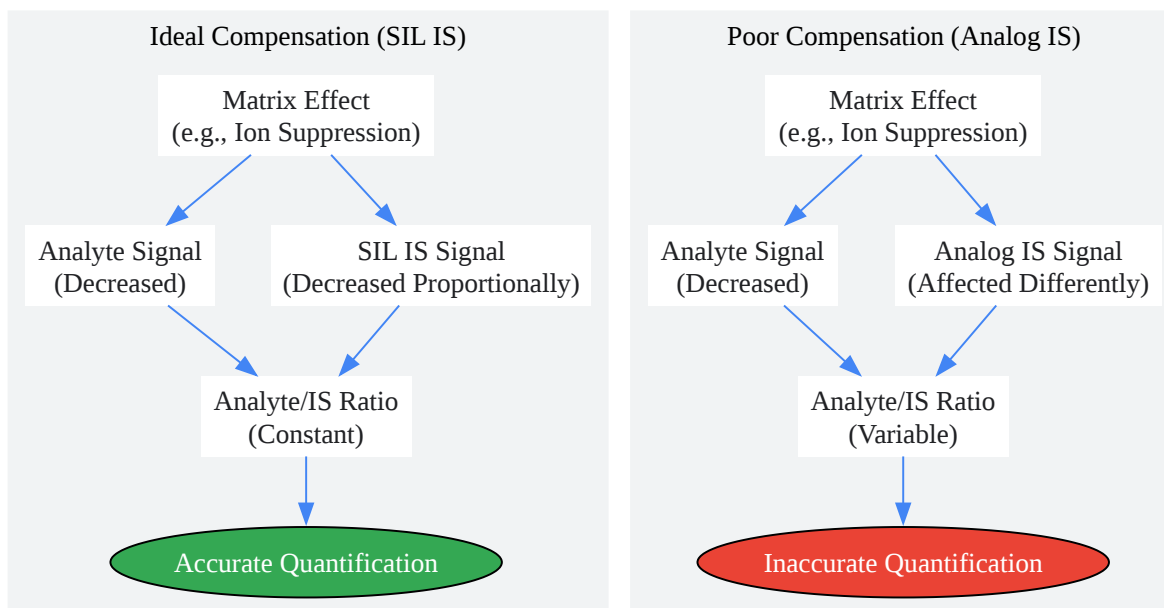 Ideal Compensation (SIL IS)
Matrix Effect
(e.g., Ion Suppression)
Analyte Signal
(Decreased)
SIL IS Signal
(Decreased Proportionally)
Analyte/IS Ratio
(Constant)
Accurate Quantification
Poor Compensation (Analog IS)
Matrix Effect
(e.g., Ion Suppression)
Analyte Signal
(Decreased)
Analog IS Signal
(Affected Differently)
Analyte/IS Ratio
(Variable)
Inaccurate Quantification